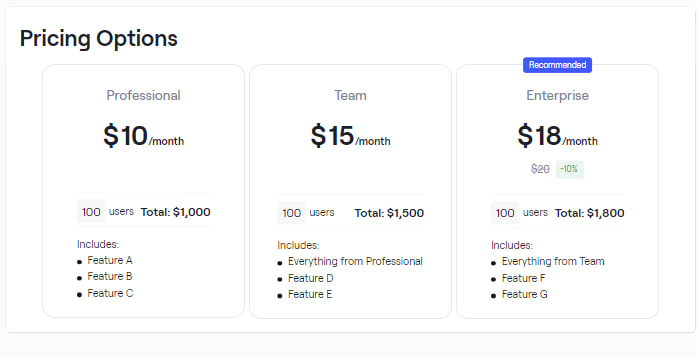 Pricing Options
Recommended
Professional
$10/month
100 users Total: $1,000
Includes:
Feature A
Feature B
Feature C
Team
$15/month
100 users Total: $1,500
Includes:
Everything from Professional
Feature D
Feature E
Enterprise
$18/month
$20 -10%
100 users Total: $1,800
Includes:
Everything from Team
Feature F
Feature G